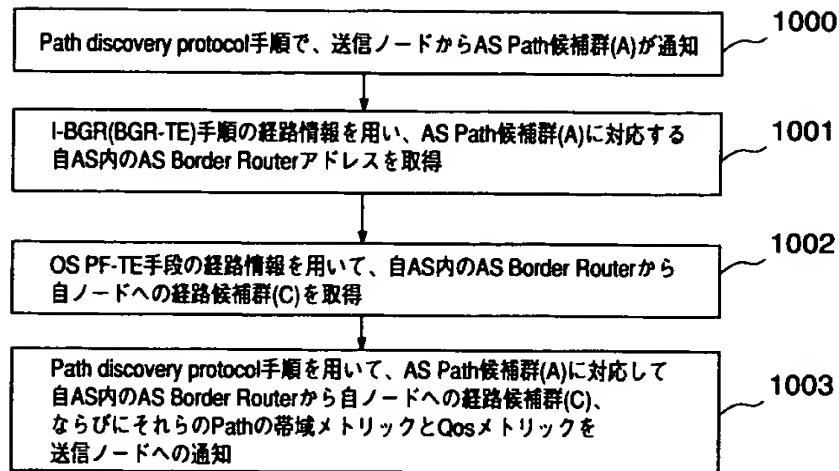 Path discovery protocol手順で、送信ノードからAS Path候補群(A)が通知
1000
I-BGR(BGR-TE)手順の経路情報を用い、AS Path候補群(A)に対応する
自AS内のAS Border Routerアドレスを取得
1001
OS PF-TE手段の経路情報を用いて、自AS内のAS Border Routerから
自ノードへの経路候補群(C)を取得
1002
Path discovery protocol手順を用いて、AS Path候補群(A)に対応して
自AS内のAS Border Routerから自ノードへの経路候補群(C)、
ならびにそれらのPathの帯域メトリックとQosメトリックを
送信ノードへの通知
1003